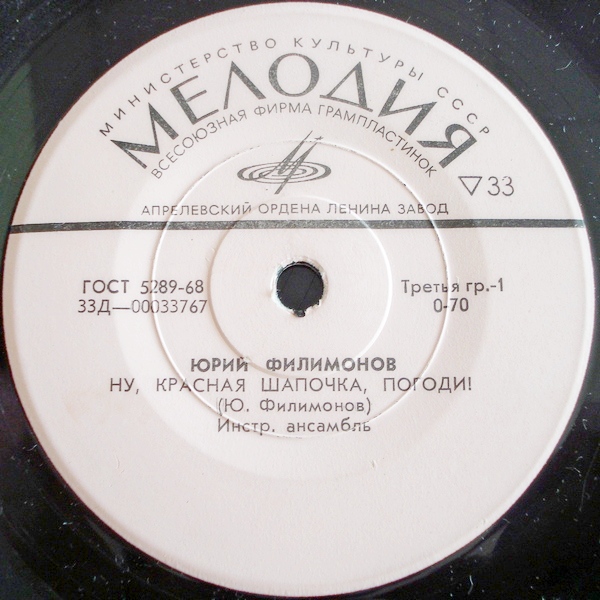 МИНИСТЕРСТВО КУЛЬТУРЫ СССР
МЕЛОДИЯ
ВСЕСОЮЗНАЯ ФИРМА ГРАМПЛАСТИНОК
▽33
АПРЕЛЕВСКИЙ ОРДЕНА ЛЕНИНА ЗАВОД
ГОСТ 5289-68
33Д—00033767
Третья гр.-1
0-70
ЮРИЙ ФИЛИМОНОВ
НУ, КРАСНАЯ ШАПОЧКА, ПОГОДИ!
(Ю. Филимонов)
Инстр. ансамбль